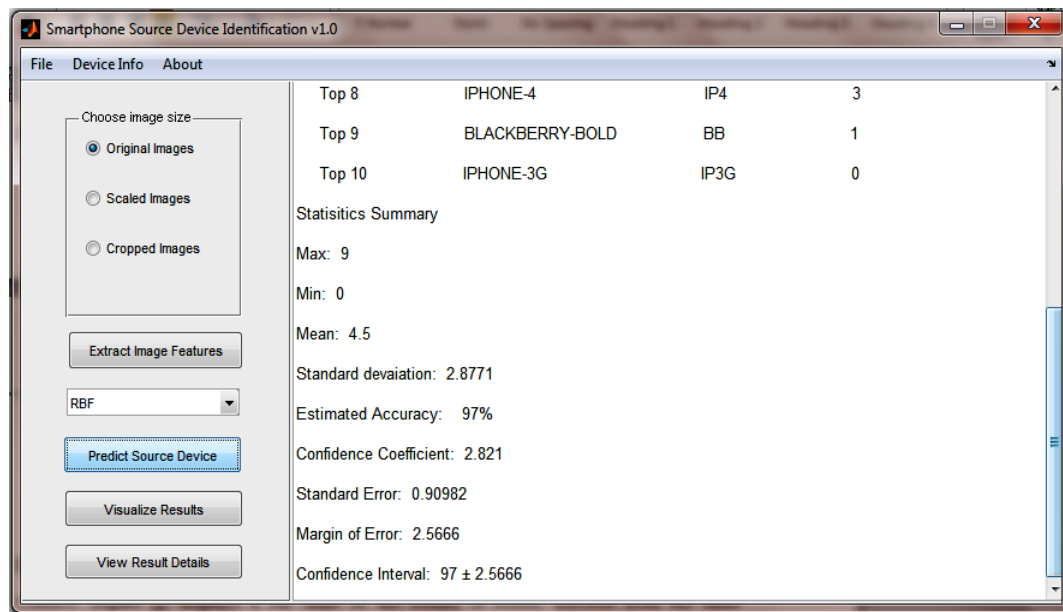 Smartphone Source Device Identification v1.0
File Device Info About
Choose image size
Original Images
Scaled Images
Cropped Images
Extract Image Features
RBF
Predict Source Device
Visualize Results
View Result Details
Top 8 IPHONE-4 IP4 3
Top 9 BLACKBERRY-BOLD BB 1
Top 10 IPHONE-3G IP3G 0
Statisitics Summary
Max: 9
Min: 0
Mean: 4.5
Standard devaiation: 2.8771
Estimated Accuracy: 97%
Confidence Coefficient: 2.821
Standard Error: 0.90982
Margin of Error: 2.5666
Confidence Interval: 97 ± 2.5666